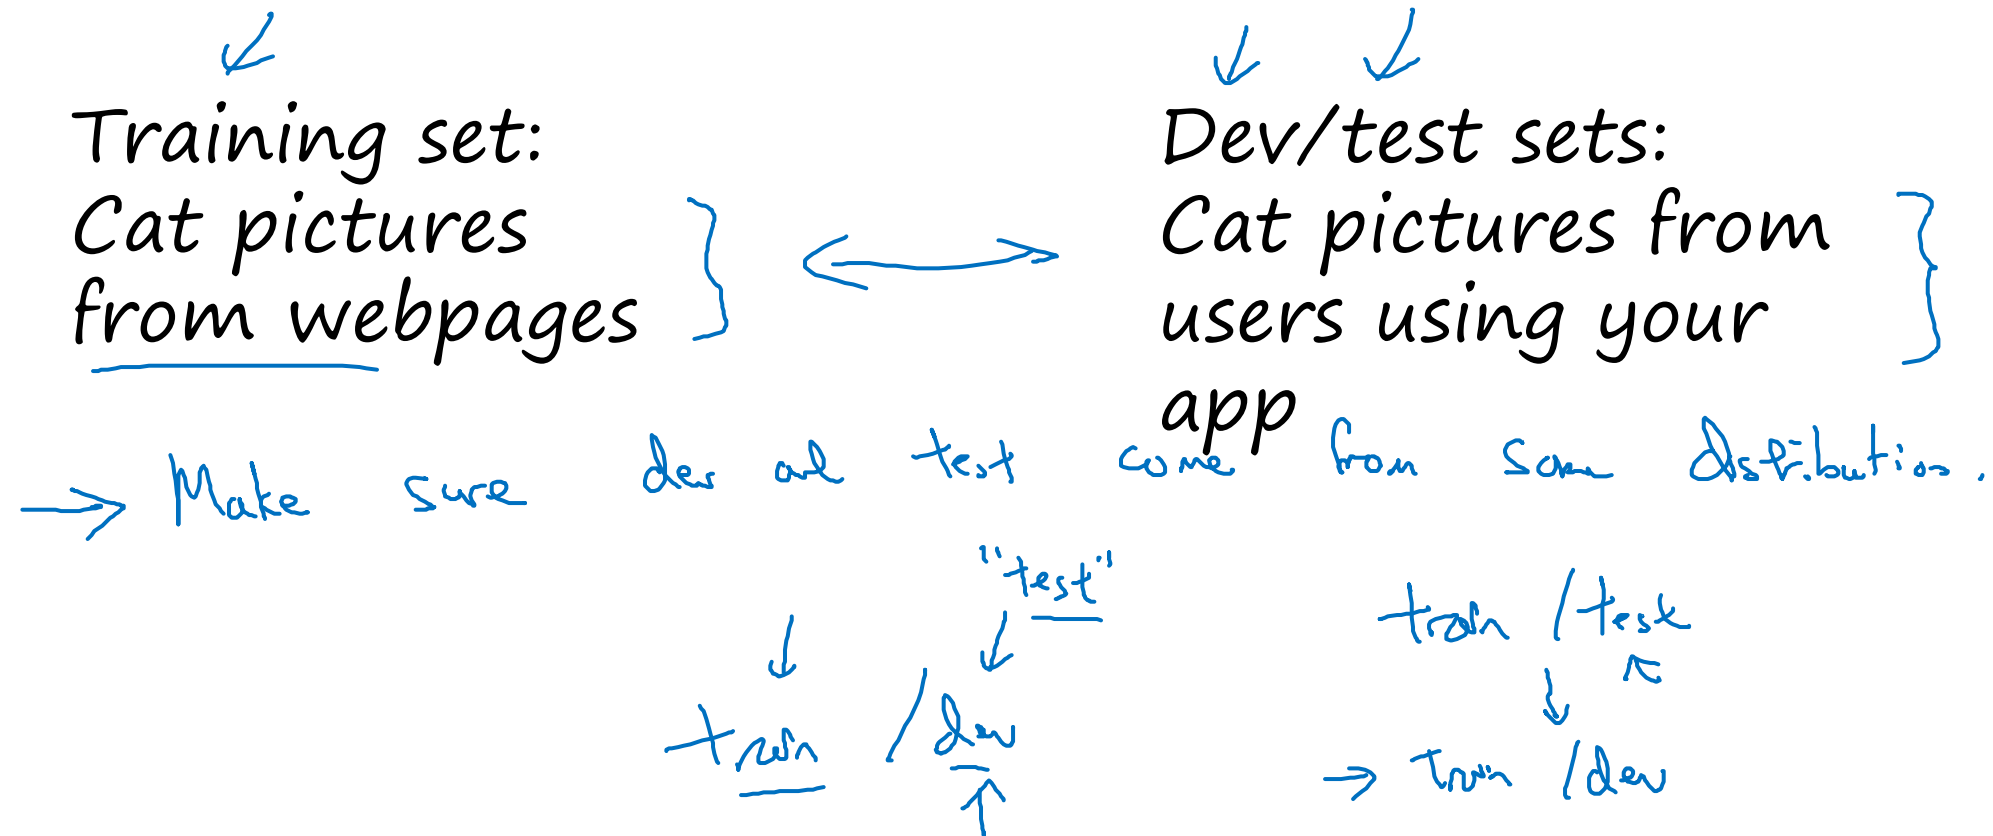 Training set:
Cat pictures
from webpages
Dev/test sets:
Cat pictures from
users using your
app
Make sure dev and test come from same distribution.
"test"
train / dev
train / test
train / dev